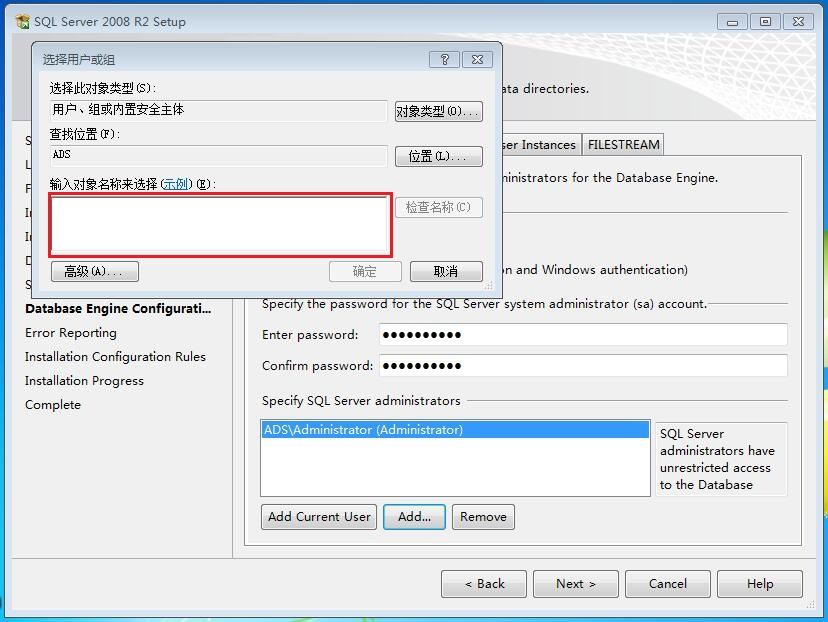 SQL Server 2008 R2 Setup
选择用户或组
选择此对象类型(S):
用户、组或内置安全主体
对象类型(O)...
查找位置(F):
ADS
位置(L)...
输入对象名称来选择(示例)(E):
检查名称(C)
高级(A)...
确定
取消
ata directories.
ser Instances
FILESTREAM
ninistrators for the Database Engine.
on and Windows authentication)
Database Engine Configurati...
Error Reporting
Installation Configuration Rules
Installation Progress
Complete
Specify the password for the SQL Server system administrator (sa) account.
Enter password: ●●●●●●●●●●
Confirm password: ●●●●●●●●●●
Specify SQL Server administrators
ADS\Administrator (Administrator)
SQL Server
administrators have
unrestricted access
to the Database
Add Current User
Add...
Remove
< Back
Next >
Cancel
Help